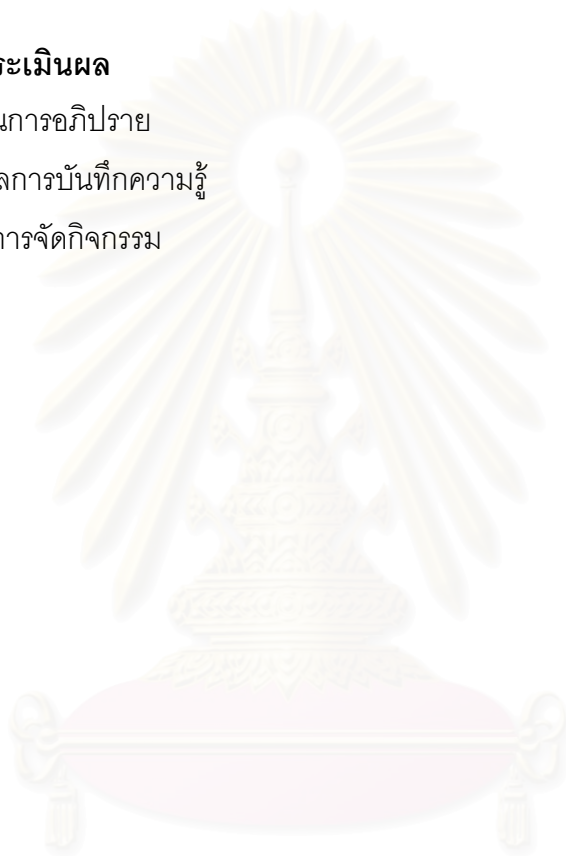 ระเมินผล
นการอภิปราย
ลการบันทึกความรู้
การจัดกิจกรรม